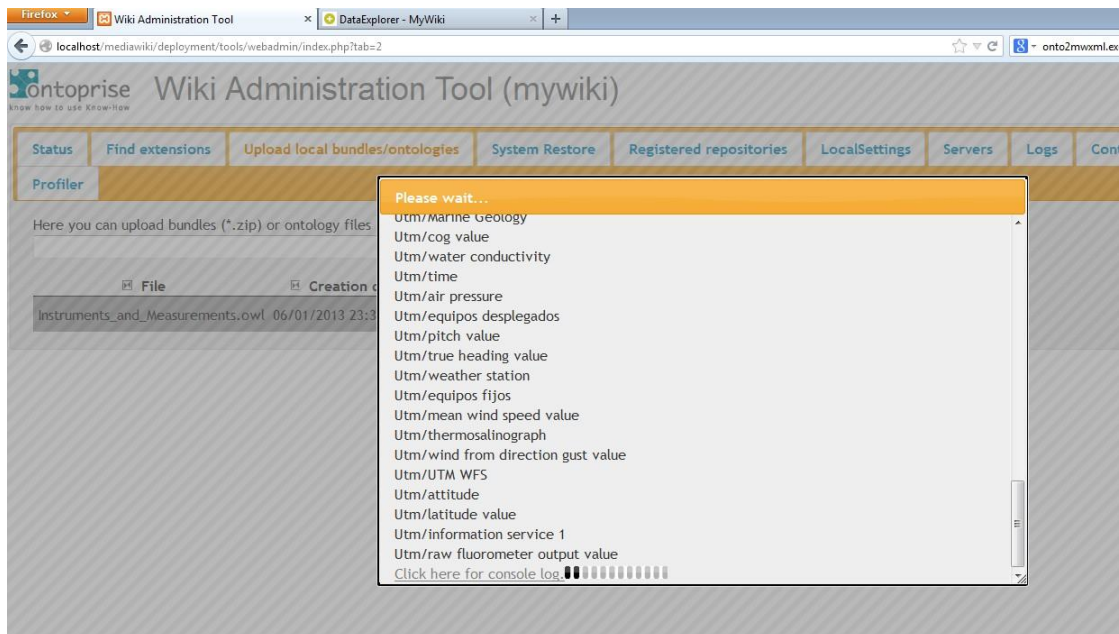 Firefox
Wiki Administration Tool
DataExplorer - MyWiki
localhost/mediawiki/deployment/tools/webadmin/index.php?tab=2
onto2mwxml.ex
ontoprise
know how to use Know-How
Wiki Administration Tool (mywiki)
Status Find extensions Upload local bundles/ontologies System Restore Registered repositories LocalSettings Servers Logs Con
Profiler
Please wait...
Here you can upload bundles (*.zip) or ontology files
File Creation
Instruments_and_Measurements.owl 06/01/2013 23:3
Utm/Marine Geology
Utm/cog value
Utm/water conductivity
Utm/time
Utm/air pressure
Utm/equipos desplegados
Utm/pitch value
Utm/true heading value
Utm/weather station
Utm/equipos fijos
Utm/mean wind speed value
Utm/thermosalinograph
Utm/wind from direction gust value
Utm/UTM WFS
Utm/attitude
Utm/latitude value
Utm/information service 1
Utm/raw fluorometer output value
Click here for console log.